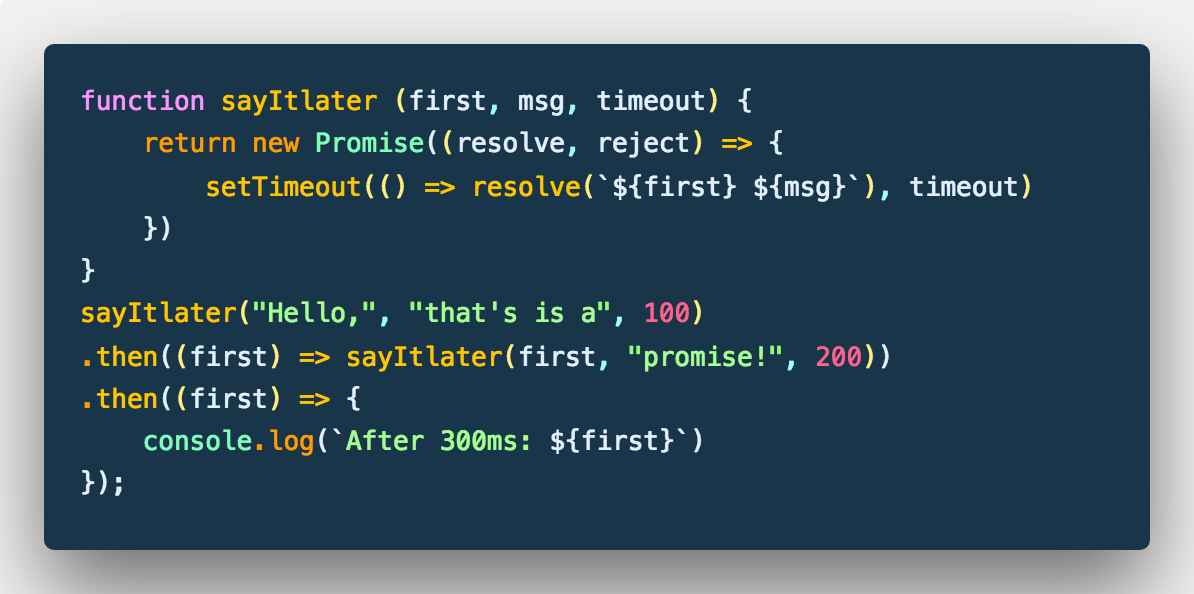 function sayItlater (first, msg, timeout) {
    return new Promise((resolve, reject) => {
        setTimeout(() => resolve(`${first} ${msg}`), timeout)
    })
}
sayItlater("Hello,", "that's is a", 100)
.then((first) => sayItlater(first, "promise!", 200))
.then((first) => {
    console.log(`After 300ms: ${first}`)
});